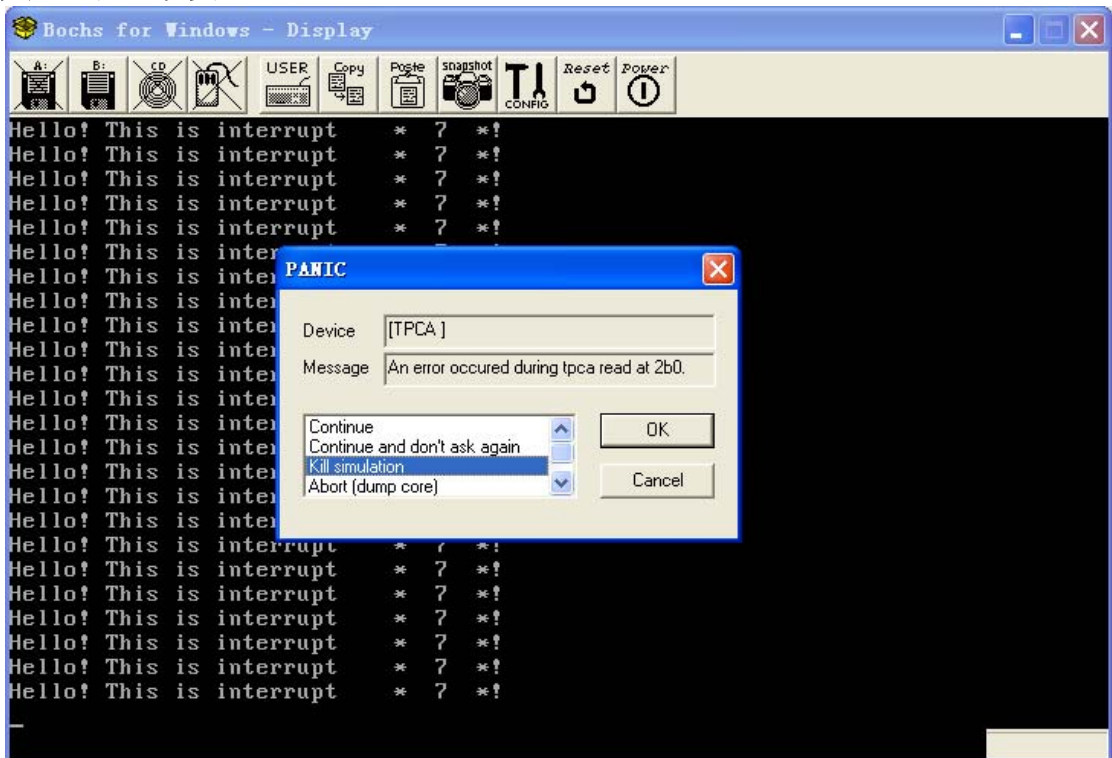 Bochs for Windows - Display
A: B: CD USER Copy Paste snapshot CONFIG Reset Power
Hello! This is interrupt * 7 *!
Hello! This is interrupt * 7 *!
Hello! This is interrupt * 7 *!
Hello! This is interrupt * 7 *!
Hello! This is interrupt * 7 *!
Hello! This is inter
Hello! This is inter
Hello! This is inter
Hello! This is inter
Hello! This is inter
Hello! This is inter
Hello! This is inter
Hello! This is inter
Hello! This is inter
Hello! This is inter
Hello! This is inter
Hello! This is inter
Hello! This is interrupt * 7 *!
Hello! This is interrupt * 7 *!
Hello! This is interrupt * 7 *!
Hello! This is interrupt * 7 *!
Hello! This is interrupt * 7 *!
Hello! This is interrupt * 7 *!
Hello! This is interrupt * 7 *!
_
PANIC
Device [TPCA ]
Message An error occured during tpca read at 2b0.
Continue
Continue and don't ask again
Kill simulation
Abort (dump core)
OK
Cancel